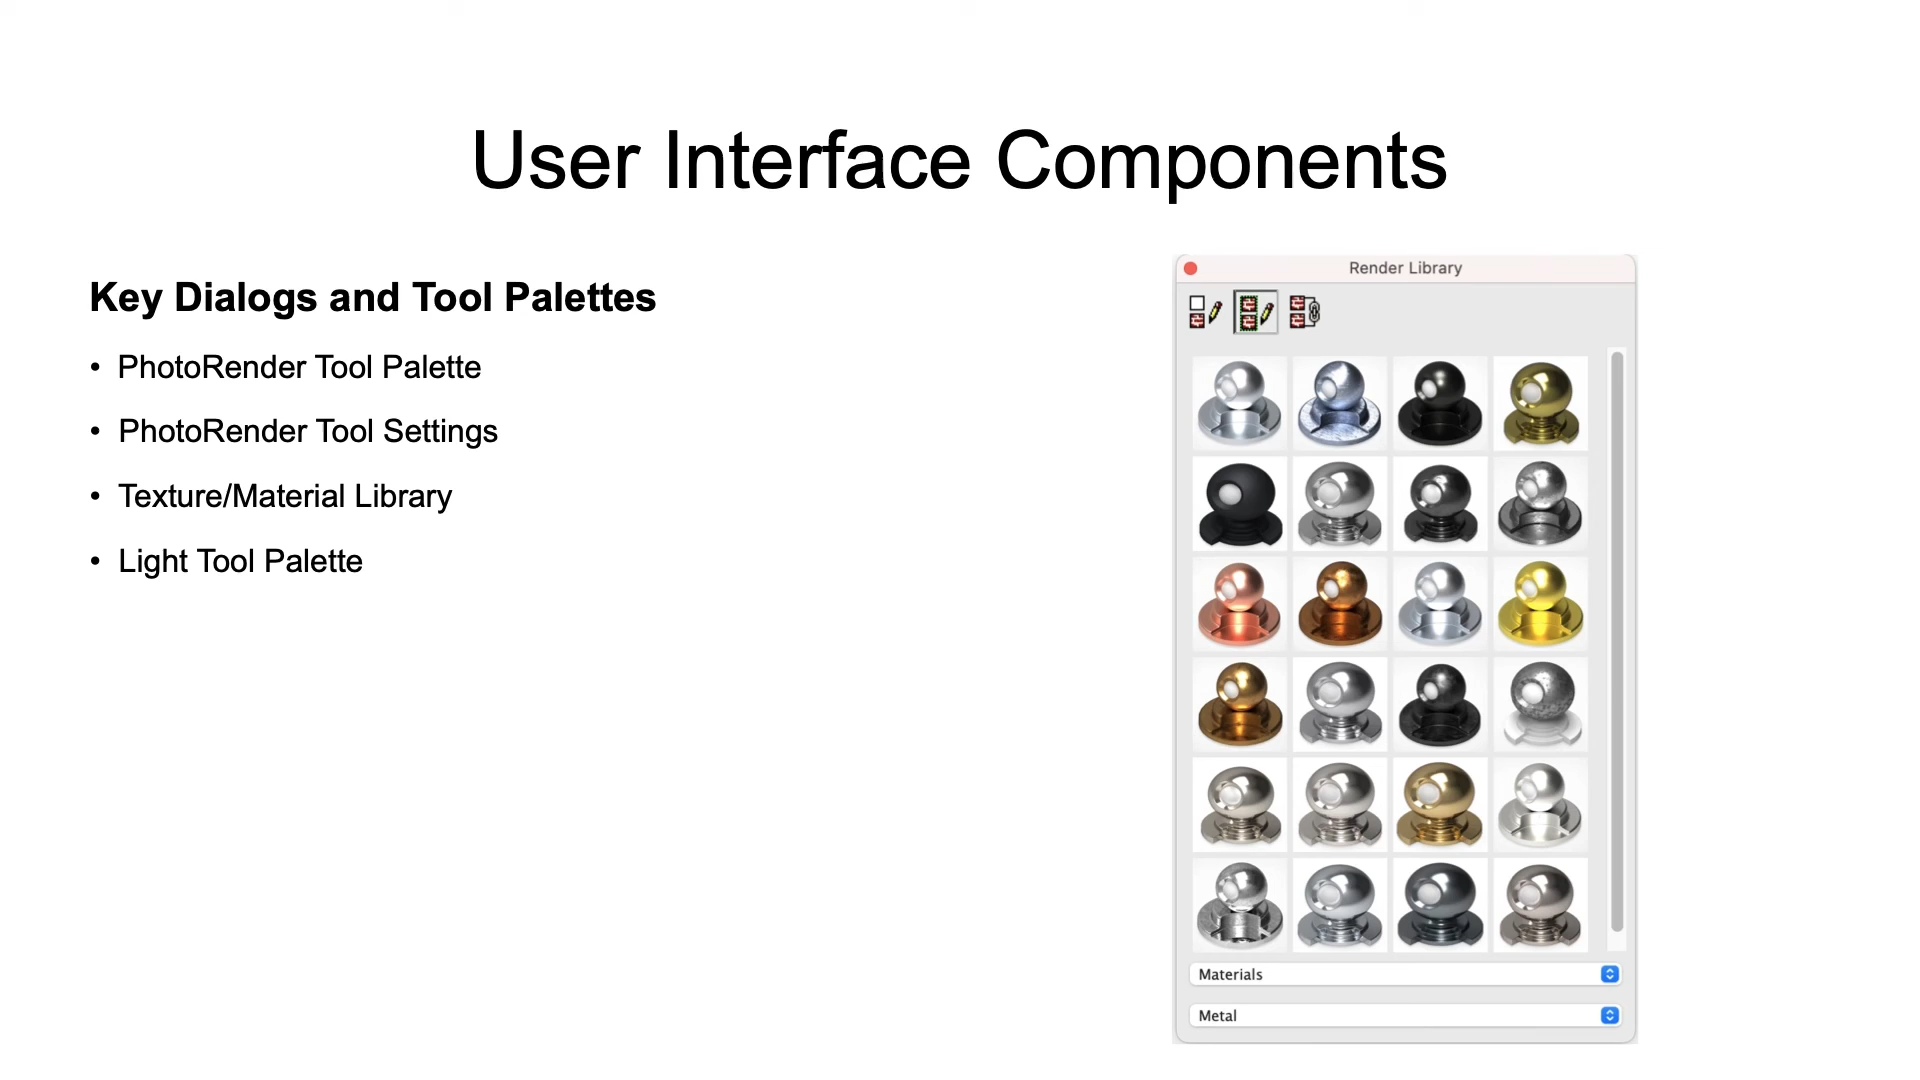 User Interface Components
Key Dialogs and Tool Palettes
• PhotoRender Tool Palette
• PhotoRender Tool Settings
• Texture/Material Library
• Light Tool Palette
Render Library
Materials
Metal